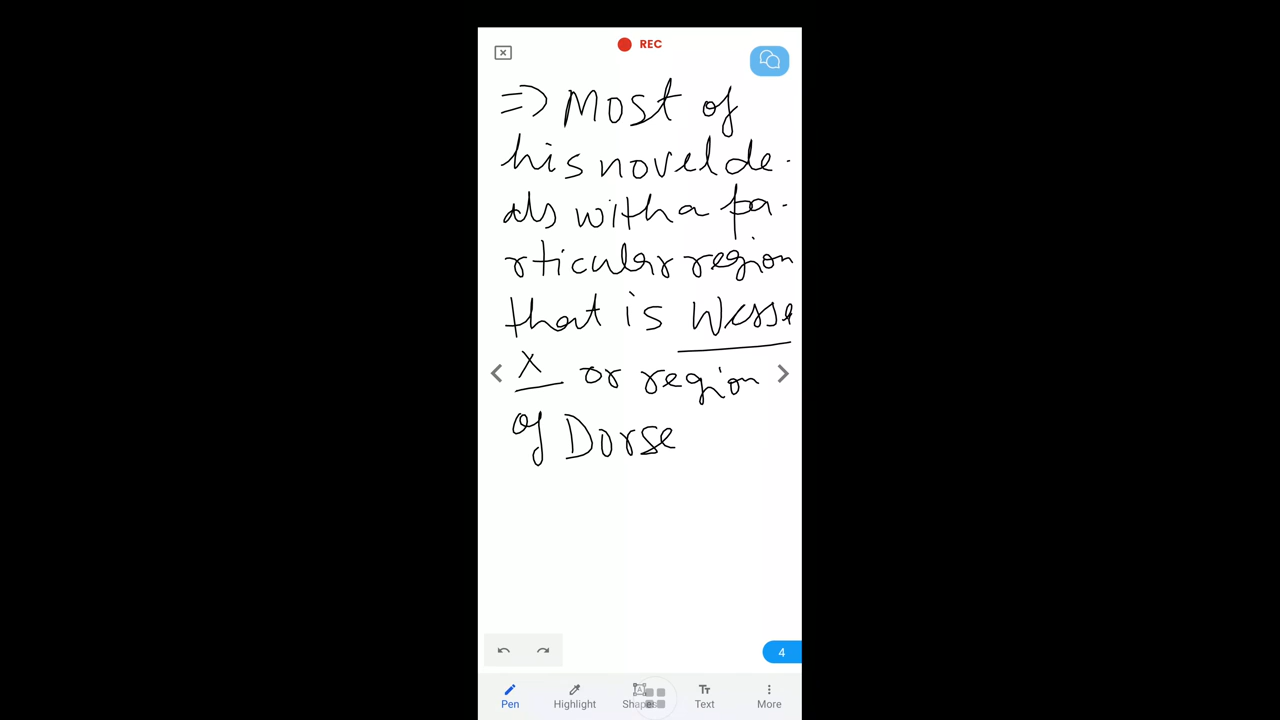 REC
=> Most of
his novel de-
als with a pa-
rticular region
that is Wesse
x or region
of Dorse
4
Pen Highlight Shapes Text More